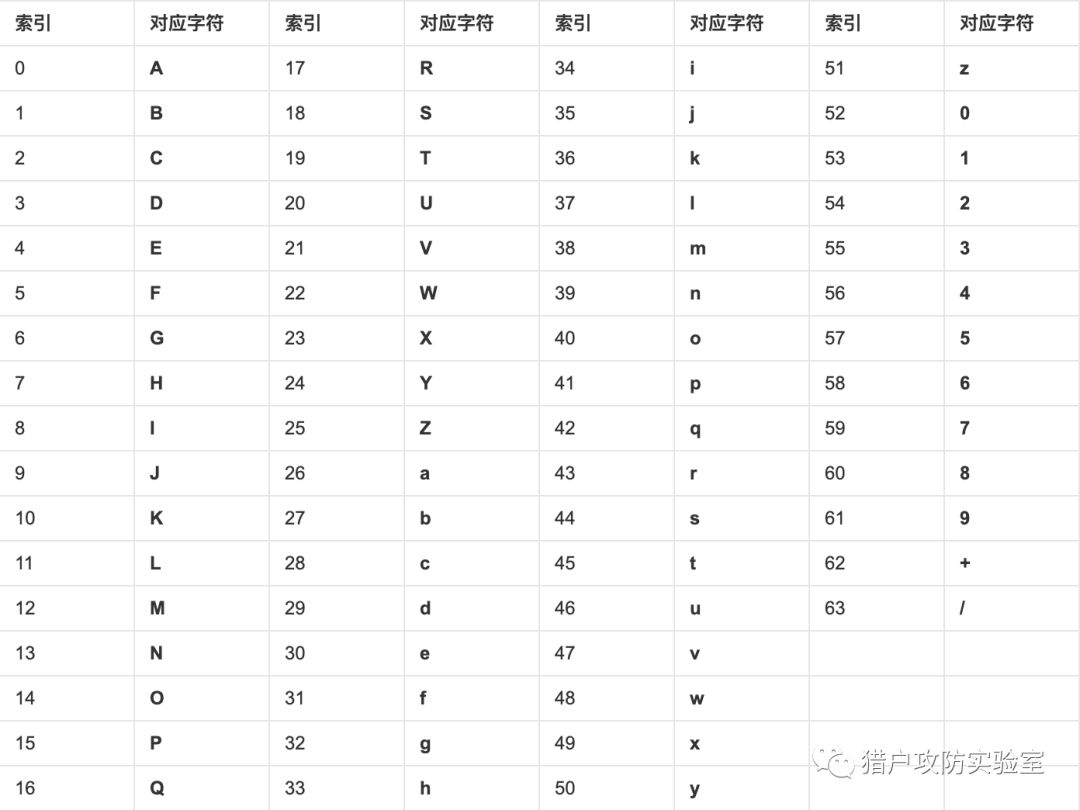 索引 对应字符 索引 对应字符 索引 对应字符 索引 对应字符
0 A 17 R 34 i 51 z
1 B 18 S 35 j 52 0
2 C 19 T 36 k 53 1
3 D 20 U 37 l 54 2
4 E 21 V 38 m 55 3
5 F 22 W 39 n 56 4
6 G 23 X 40 o 57 5
7 H 24 Y 41 p 58 6
8 I 25 Z 42 q 59 7
9 J 26 a 43 r 60 8
10 K 27 b 44 s 61 9
11 L 28 c 45 t 62 +
12 M 29 d 46 u 63 /
13 N 30 e 47 v
14 O 31 f 48 w
15 P 32 g 49 x
16 Q 33 h 50 y
猎户攻防实验室